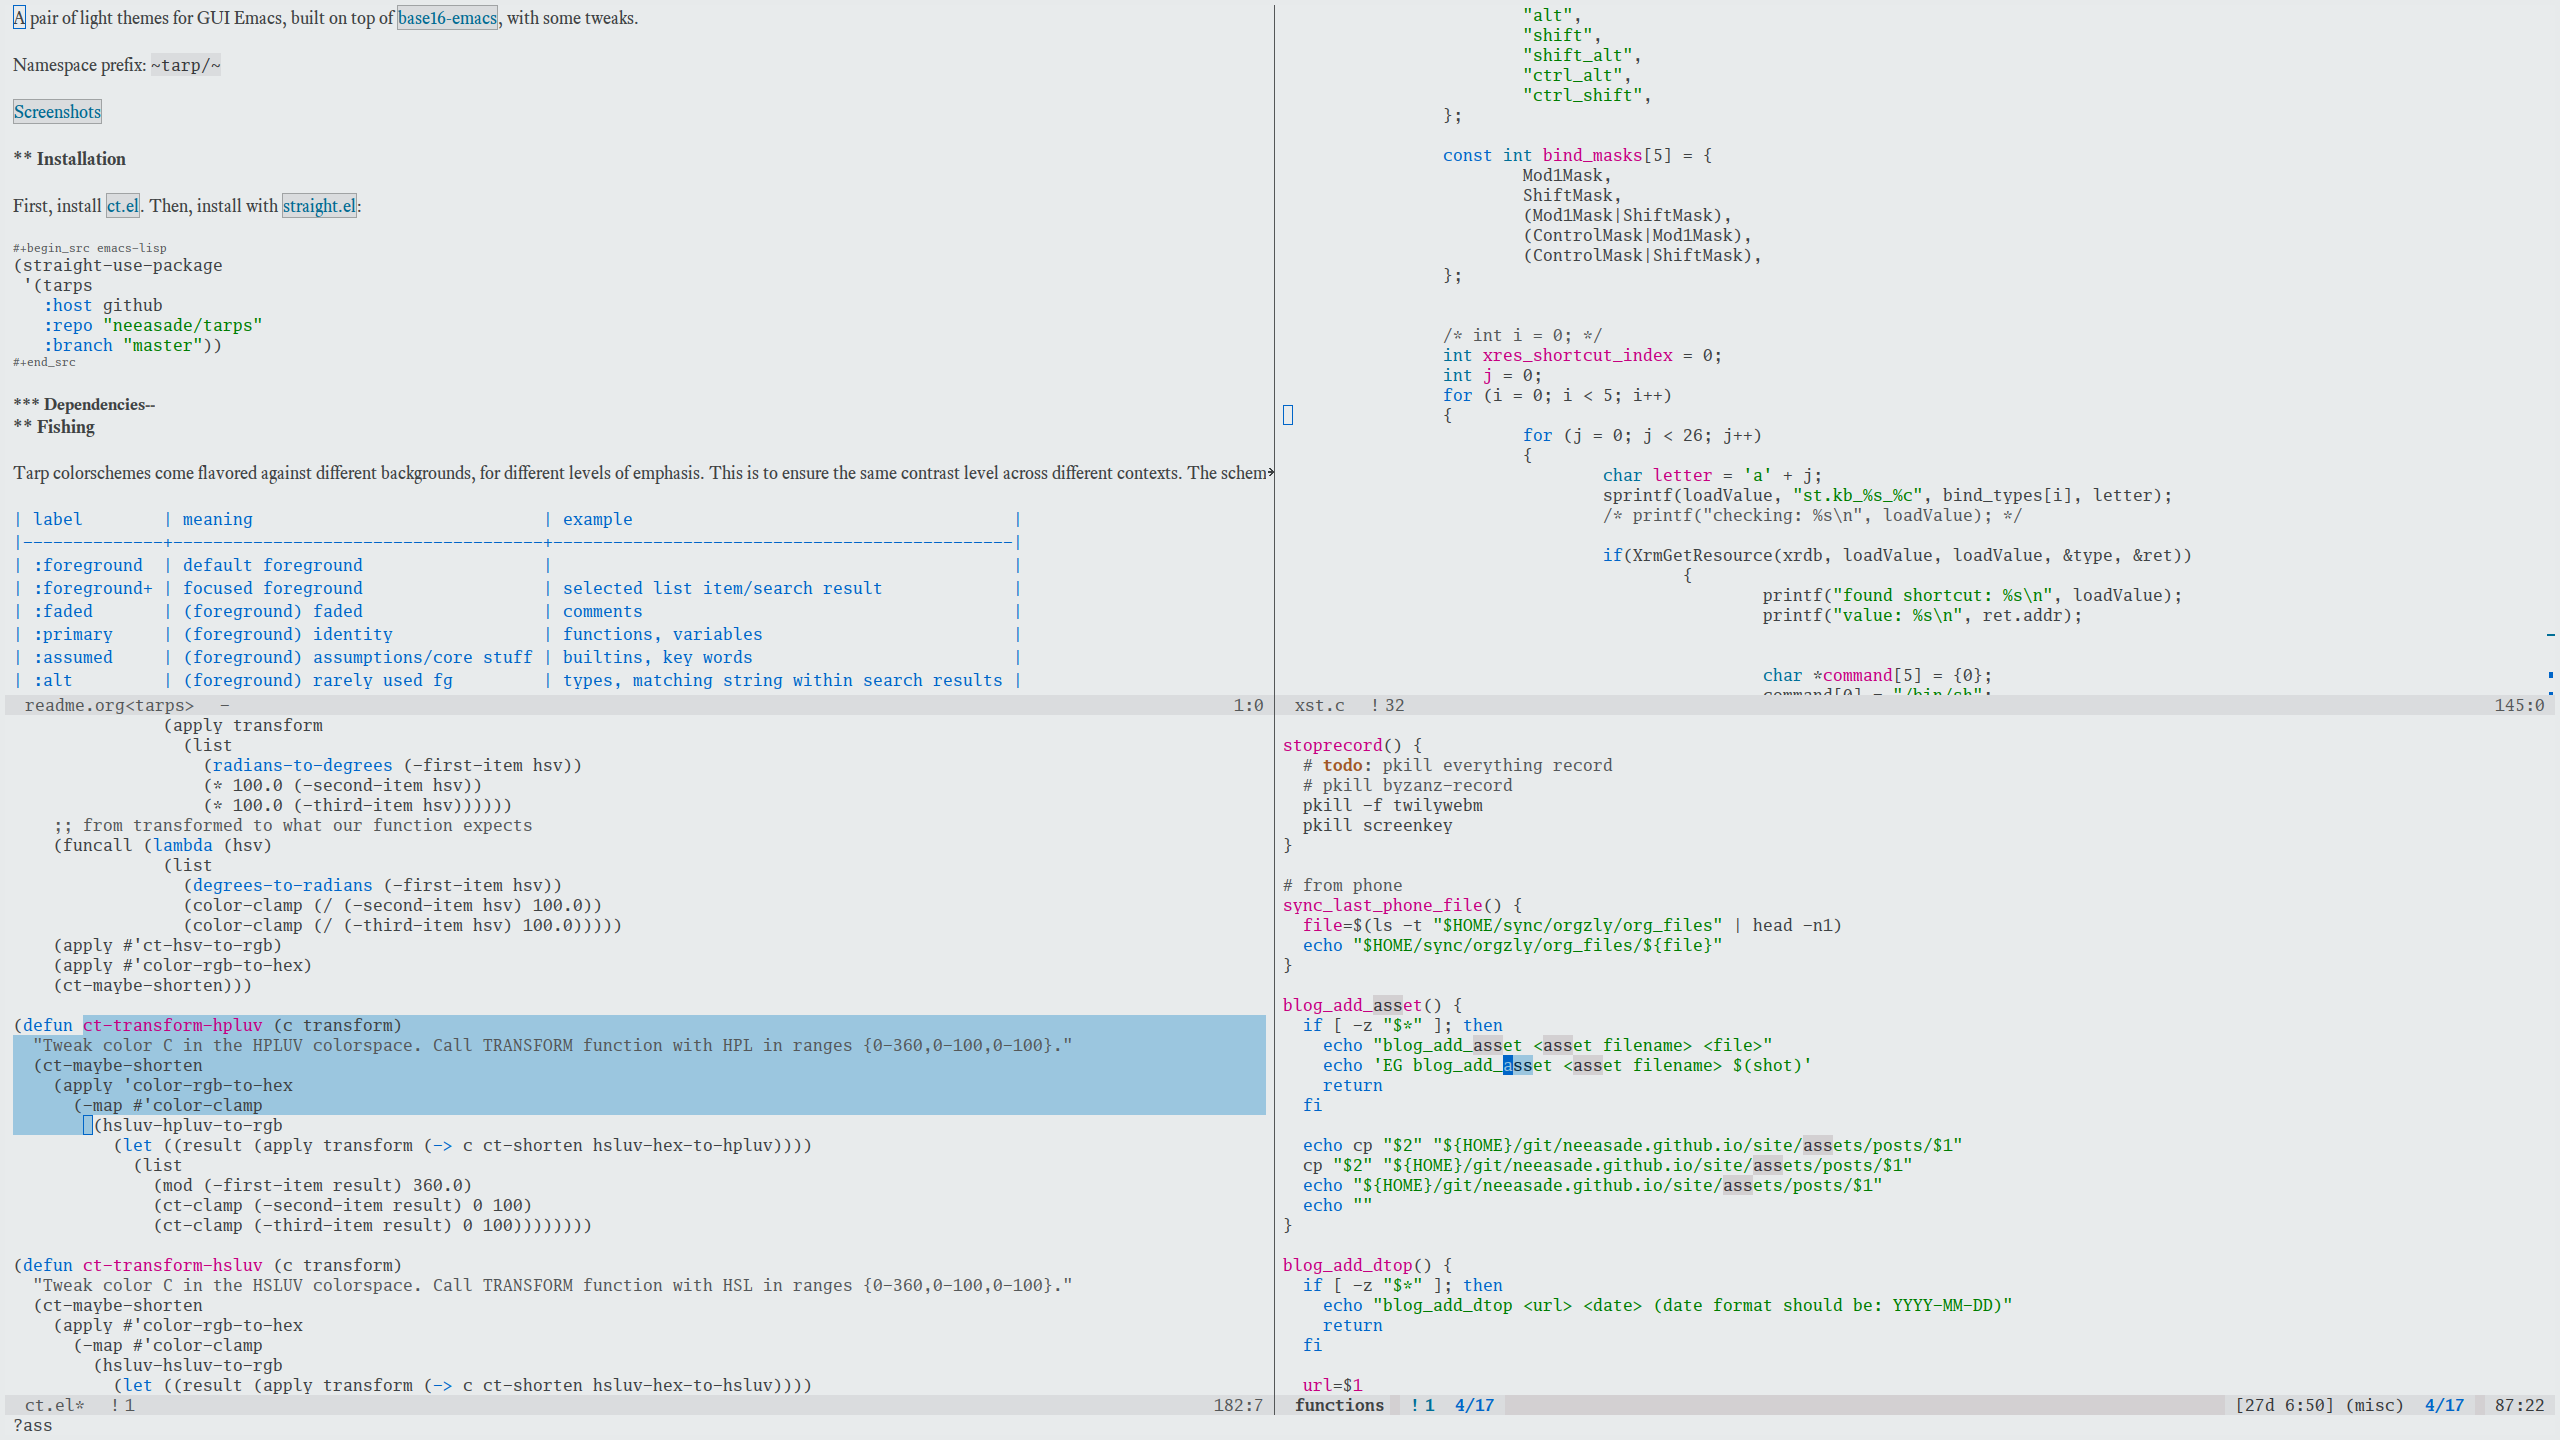 A pair of light themes for GUI Emacs, built on top of base16-emacs, with some tweaks.
Namespace prefix: ~tarp/~
Screenshots
** Installation
First, install ct.el. Then, install with straight.el:
#+begin_src emacs-lisp
(straight-use-package
 '(tarps
   :host github
   :repo "neeasade/tarps"
   :branch "master"))
#+end_src
*** Dependencies--
** Fishing
Tarp colorschemes come flavored against different backgrounds, for different levels of emphasis. This is to ensure the same contrast level across different contexts. The schem
| label        | meaning                             | example                                      |
|--------------+-------------------------------------+----------------------------------------------|
| :foreground  | default foreground                  |                                              |
| :foreground+ | focused foreground                  | selected list item/search result             |
| :faded       | (foreground) faded                  | comments                                     |
| :primary     | (foreground) identity               | functions, variables                         |
| :assumed     | (foreground) assumptions/core stuff | builtins, key words                          |
| :alt         | (foreground) rarely used fg         | types, matching string within search results |
readme.org<tarps>  -  1:0
"alt",
"shift",
"shift_alt",
"ctrl_alt",
"ctrl_shift",
};
const int bind_masks[5] = {
        Mod1Mask,
        ShiftMask,
        (Mod1Mask|ShiftMask),
        (ControlMask|Mod1Mask),
        (ControlMask|ShiftMask),
};
/* int i = 0; */
int xres_shortcut_index = 0;
int j = 0;
for (i = 0; i < 5; i++)
{
        for (j = 0; j < 26; j++)
        {
                char letter = 'a' + j;
                sprintf(loadValue, "st.kb_%s_%c", bind_types[i], letter);
                /* printf("checking: %s\n", loadValue); */
                if(XrmGetResource(xrdb, loadValue, loadValue, &type, &ret))
                        {
                                printf("found shortcut: %s\n", loadValue);
                                printf("value: %s\n", ret.addr);
                                char *command[5] = {0};
                                command[0] = "/bin/sh";
xst.c  !32  145:0
               (apply transform
                 (list
                   (radians-to-degrees (-first-item hsv))
                   (* 100.0 (-second-item hsv))
                   (* 100.0 (-third-item hsv))))))
    ;; from transformed to what our function expects
    (funcall (lambda (hsv)
               (list
                 (degrees-to-radians (-first-item hsv))
                 (color-clamp (/ (-second-item hsv) 100.0))
                 (color-clamp (/ (-third-item hsv) 100.0)))))
    (apply #'ct-hsv-to-rgb)
    (apply #'color-rgb-to-hex)
    (ct-maybe-shorten)))
(defun ct-transform-hpluv (c transform)
  "Tweak color C in the HPLUV colorspace. Call TRANSFORM function with HPL in ranges {0-360,0-100,0-100}."
  (ct-maybe-shorten
    (apply 'color-rgb-to-hex
      (-map #'color-clamp
        (hsluv-hpluv-to-rgb
          (let ((result (apply transform (-> c ct-shorten hsluv-hex-to-hpluv))))
            (list
              (mod (-first-item result) 360.0)
              (ct-clamp (-second-item result) 0 100)
              (ct-clamp (-third-item result) 0 100))))))))
(defun ct-transform-hsluv (c transform)
  "Tweak color C in the HSLUV colorspace. Call TRANSFORM function with HSL in ranges {0-360,0-100,0-100}."
  (ct-maybe-shorten
    (apply #'color-rgb-to-hex
      (-map #'color-clamp
        (hsluv-hsluv-to-rgb
          (let ((result (apply transform (-> c ct-shorten hsluv-hex-to-hsluv))))
ct.el*  !1  182:7
stoprecord() {
  # todo: pkill everything record
  # pkill byzanz-record
  pkill -f twilywebm
  pkill screenkey
}
# from phone
sync_last_phone_file() {
  file=$(ls -t "$HOME/sync/orgzly/org_files" | head -n1)
  echo "$HOME/sync/orgzly/org_files/${file}"
}
blog_add_asset() {
  if [ -z "$*" ]; then
    echo "blog_add_asset <asset filename> <file>"
    echo 'EG blog_add_asset <asset filename> $(shot)'
    return
  fi
  echo cp "$2" "${HOME}/git/neeasade.github.io/site/assets/posts/$1"
  cp "$2" "${HOME}/git/neeasade.github.io/site/assets/posts/$1"
  echo "${HOME}/git/neeasade.github.io/site/assets/posts/$1"
  echo ""
}
blog_add_dtop() {
  if [ -z "$*" ]; then
    echo "blog_add_dtop <url> <date> (date format should be: YYYY-MM-DD)"
    return
  fi
  url=$1
functions  !1  4/17  [27d 6:50] (misc)  4/17  87:22
?ass